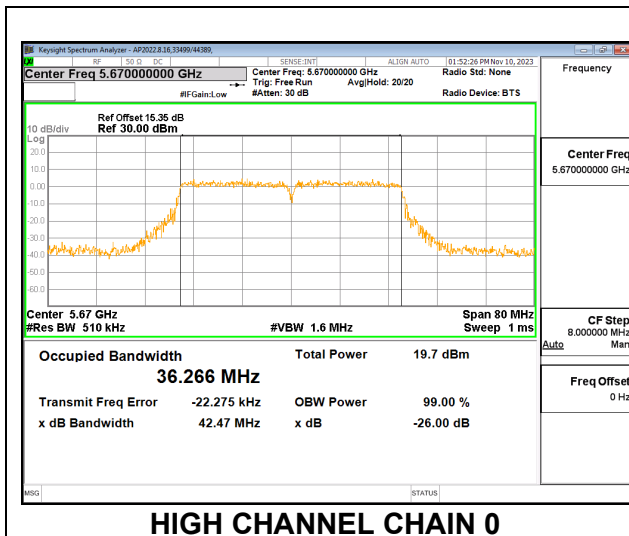 Keysight Spectrum Analyzer - AP2022.8.16,33499/44389,
LXI RF 50 Ω DC SENSE:INT ALIGN AUTO 01:52:26 PM Nov 10, 2023
Center Freq 5.670000000 GHz
Center Freq: 5.670000000 GHz Radio Std: None
Trig: Free Run Avg|Hold: 20/20
#IFGain:Low #Atten: 30 dB Radio Device: BTS
Frequency
Ref Offset 15.35 dB
10 dB/div Ref 30.00 dBm
Log
20.0
10.0
0.00
-10.0
-20.0
-30.0
-40.0
-50.0
-60.0
Center Freq
5.670000000 GHz
Center 5.67 GHz Span 80 MHz
#Res BW 510 kHz #VBW 1.6 MHz Sweep 1 ms
CF Step
8.000000 MHz
Auto Man
Occupied Bandwidth Total Power 19.7 dBm
36.266 MHz
Transmit Freq Error -22.275 kHz OBW Power 99.00 %
x dB Bandwidth 42.47 MHz x dB -26.00 dB
Freq Offset
0 Hz
MSG STATUS
HIGH CHANNEL CHAIN 0